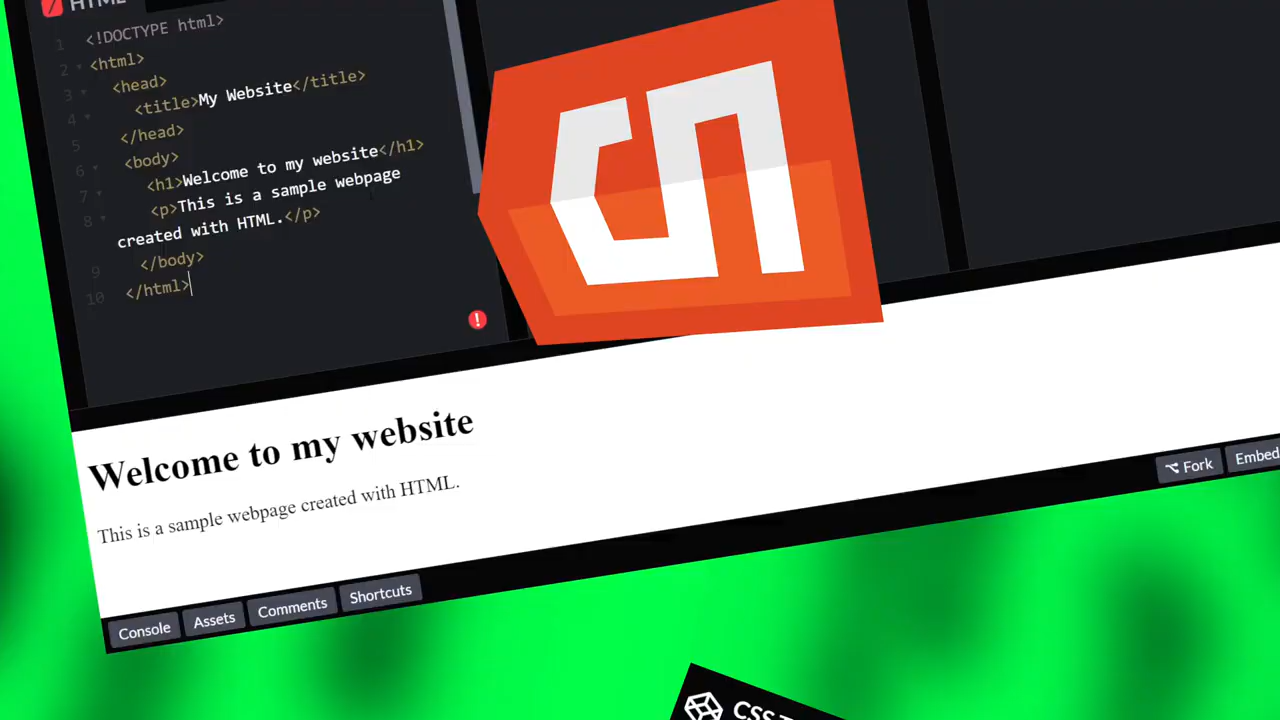 HTML
1 <!DOCTYPE html>
2 <html>
3 <head>
4 <title>My Website</title>
5 </head>
6 <body>
7 <h1>Welcome to my website</h1>
8 <p>This is a sample webpage
created with HTML.</p>
9 </body>
10 </html>
!
5
Welcome to my website
This is a sample webpage created with HTML.
Fork Embed
Console Assets Comments Shortcuts
CSS